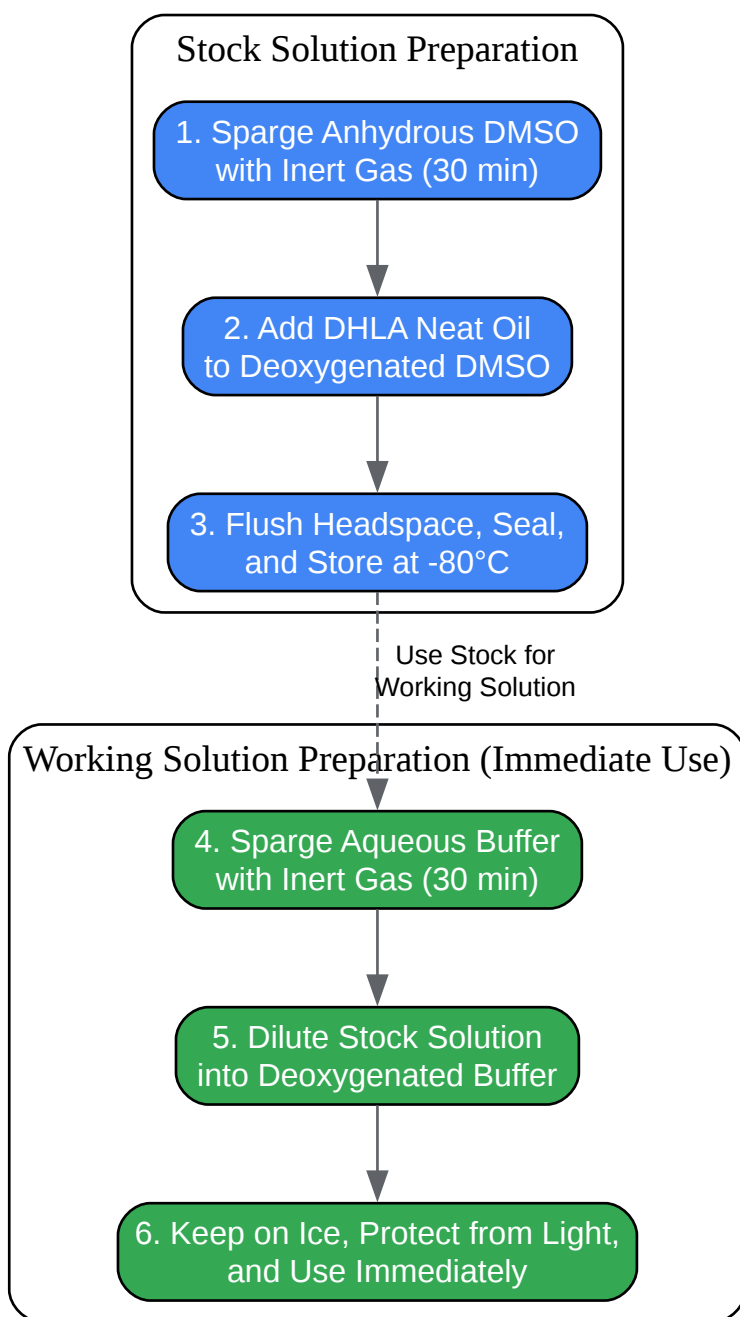 Stock Solution Preparation
1. Sparge Anhydrous DMSO
with Inert Gas (30 min)
2. Add DHLA Neat Oil
to Deoxygenated DMSO
3. Flush Headspace, Seal,
and Store at -80°C
Use Stock for
Working Solution
Working Solution Preparation (Immediate Use)
4. Sparge Aqueous Buffer
with Inert Gas (30 min)
5. Dilute Stock Solution
into Deoxygenated Buffer
6. Keep on Ice, Protect from Light,
and Use Immediately